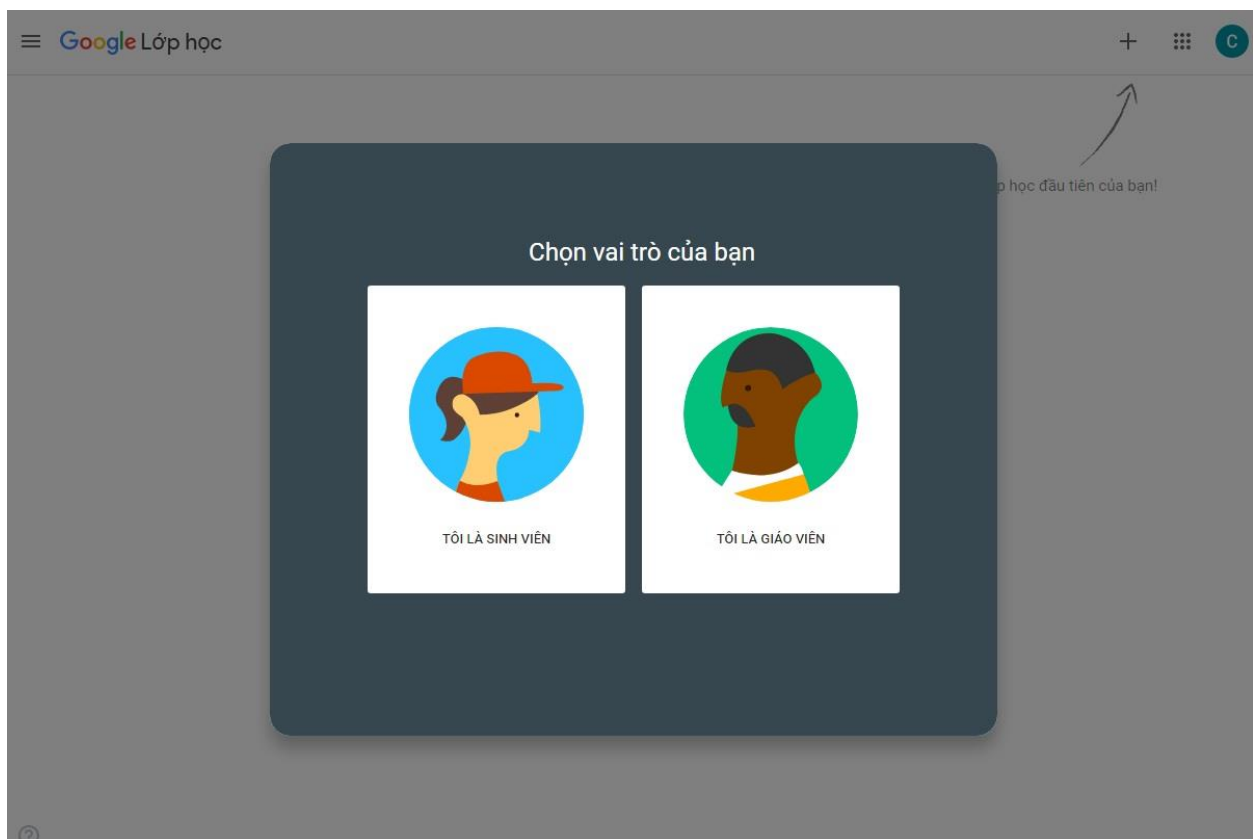 Google Lớp học
C
học đầu tiên của bạn!
Chọn vai trò của bạn
TÔI LÀ SINH VIÊN
TÔI LÀ GIÁO VIÊN